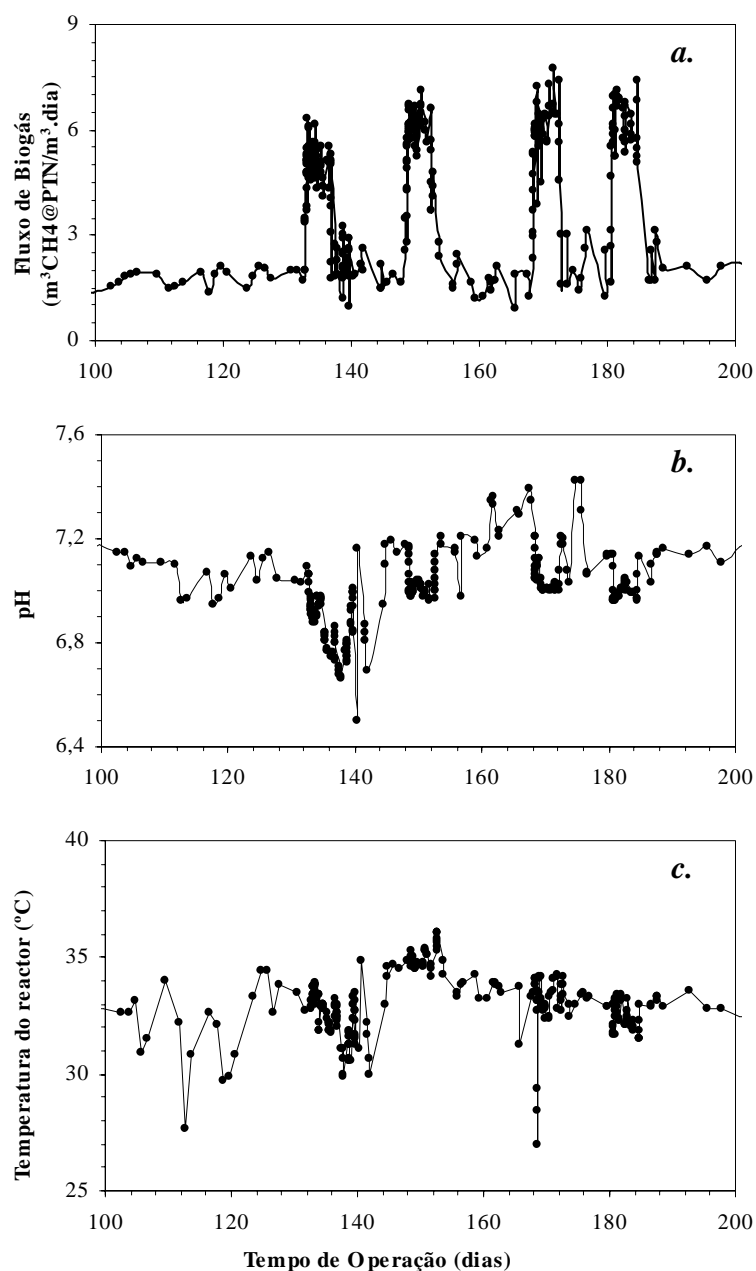 a.
Fluxo de Biogás
(m³CH4@PTN/m³.dia)
9
6
3
0
100 120 140 160 180 200
b.
pH
7,6
7,2
6,8
6,4
100 120 140 160 180 200
c.
Temperatura do reactor (ºC)
40
35
30
25
100 120 140 160 180 200
Tempo de Operação (dias)